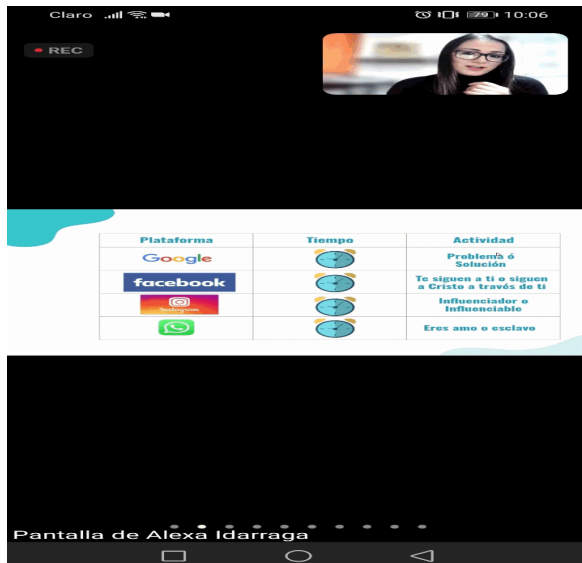 Claro
79 10:06
REC
Plataforma Tiempo Actividad
Google Problema ó
Solución
facebook Te siguen a ti o siguen
a Cristo a través de ti
Instagram Influenciador o
Influenciable
Eres amo o esclavo
Pantalla de Alexa Idarraga